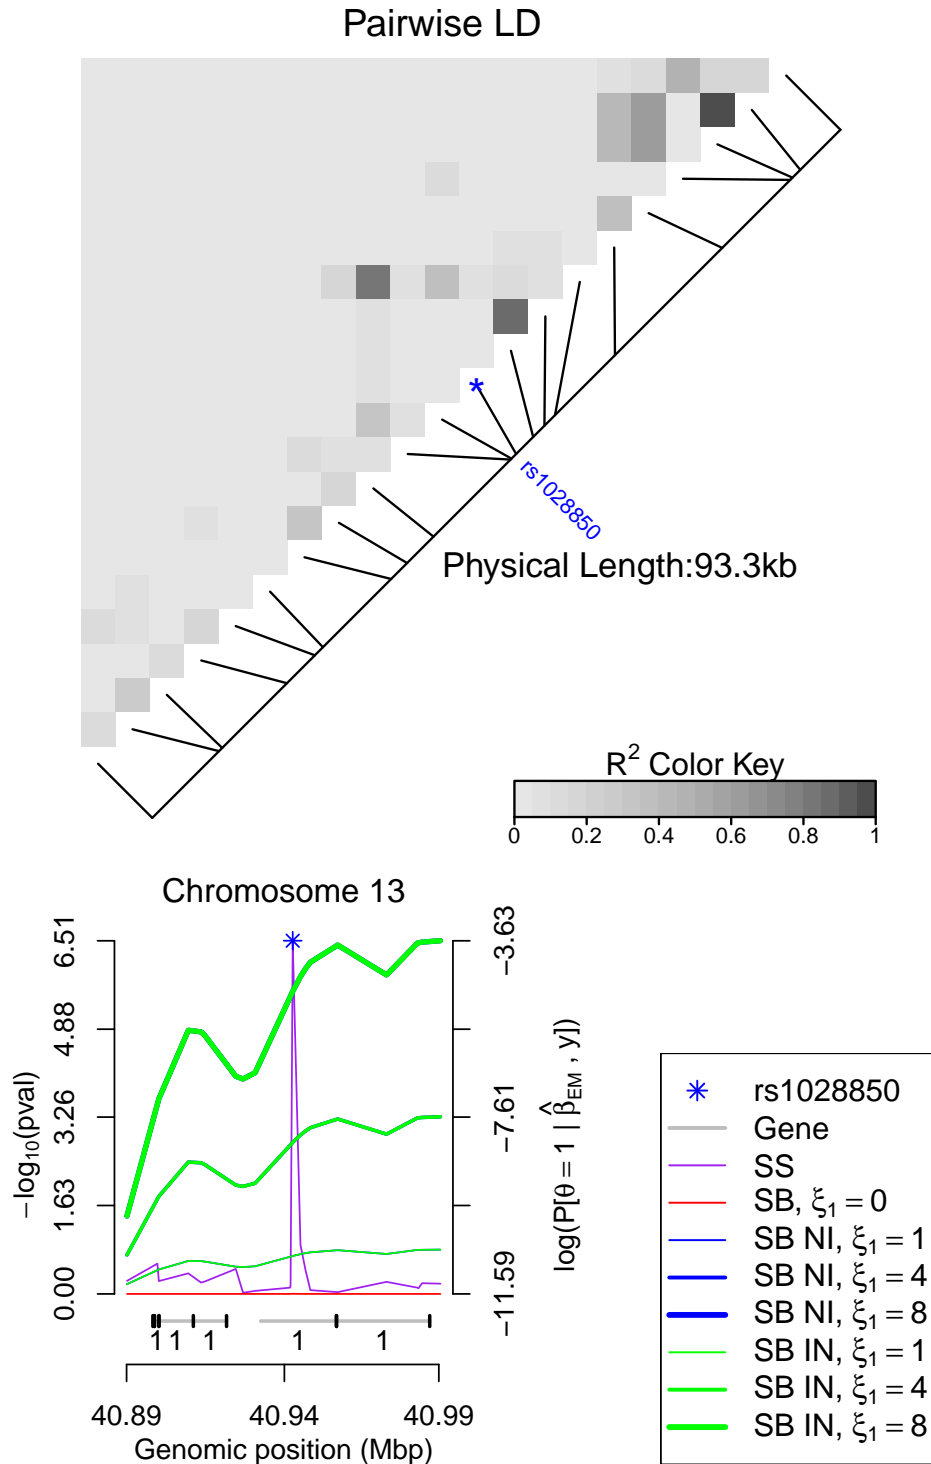 Pairwise LD
*
rs1028850
Physical Length:93.3kb
R² Color Key
0 0.2 0.4 0.6 0.8 1
Chromosome 13
−log₁₀(pval)
6.51
4.88
3.26
1.63
0.00
−3.63
−7.61
−11.59
log(P[θ = 1 | β̂_EM , y])
1 1 1 1 1
40.89 40.94 40.99
Genomic position (Mbp)
rs1028850
Gene
SS
SB, ξ₁ = 0
SB NI, ξ₁ = 1
SB NI, ξ₁ = 4
SB NI, ξ₁ = 8
SB IN, ξ₁ = 1
SB IN, ξ₁ = 4
SB IN, ξ₁ = 8